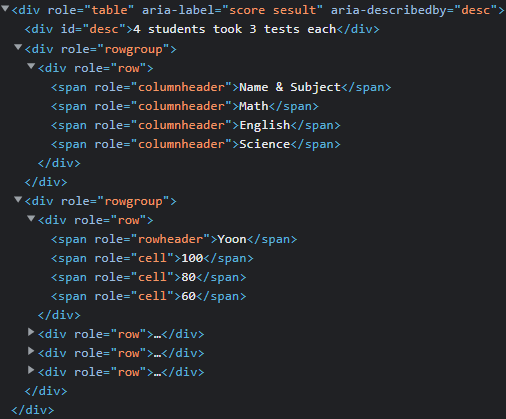 <div role="table" aria-label="score sesult" aria-describedby="desc">
<div id="desc">4 students took 3 tests each</div>
<div role="rowgroup">
<div role="row">
<span role="columnheader">Name & Subject</span>
<span role="columnheader">Math</span>
<span role="columnheader">English</span>
<span role="columnheader">Science</span>
</div>
</div>
<div role="rowgroup">
<div role="row">
<span role="rowheader">Yoon</span>
<span role="cell">100</span>
<span role="cell">80</span>
<span role="cell">60</span>
</div>
<div role="row">…</div>
<div role="row">…</div>
<div role="row">…</div>
</div>
</div>